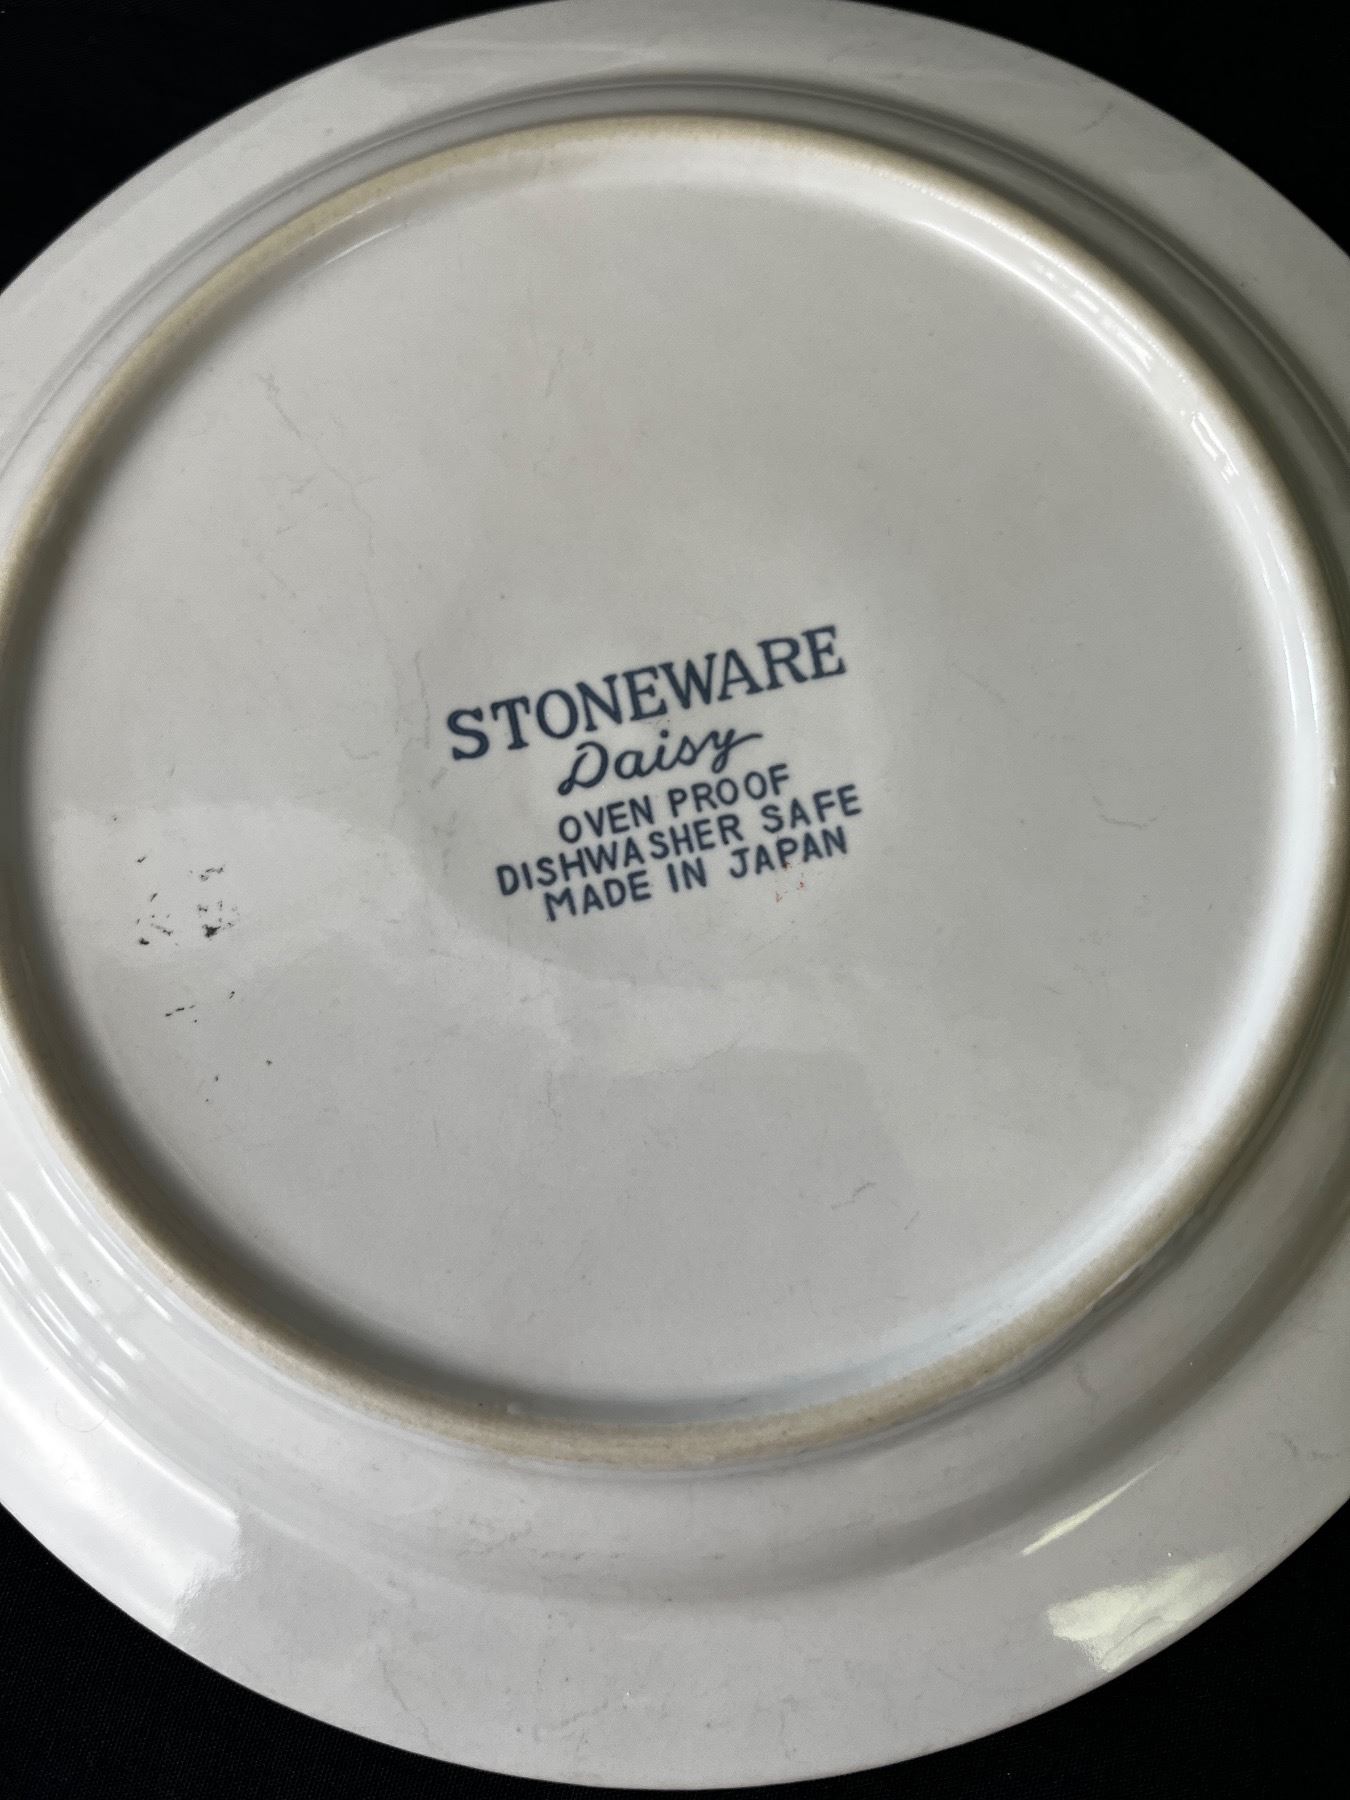 STONEWARE
Daisy
OVEN PROOF
DISHWASHER SAFE
MADE IN JAPAN